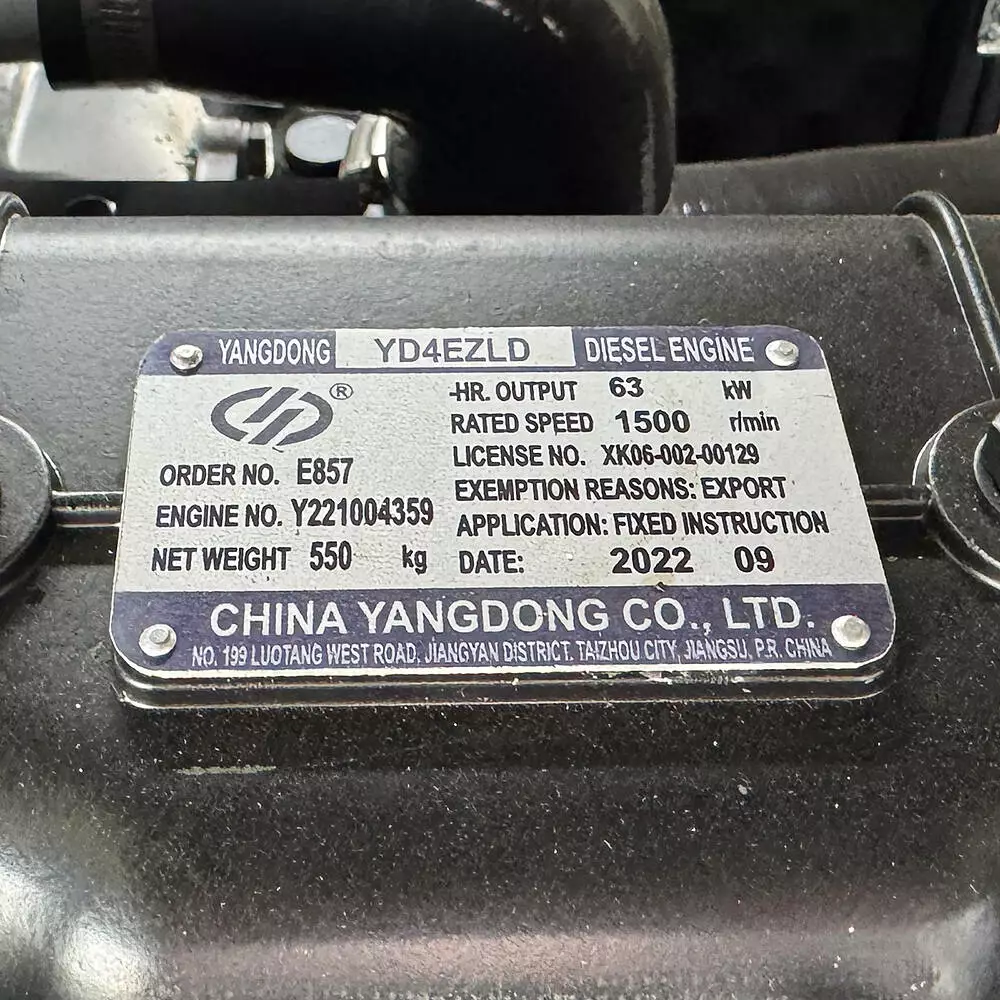 YANGDONG YD4EZLD DIESEL ENGINE
®
-HR. OUTPUT 63 kW
RATED SPEED 1500 r/min
LICENSE NO. XK06-002-00129
EXEMPTION REASONS: EXPORT
APPLICATION: FIXED INSTRUCTION
DATE: 2022 09
ORDER NO. E857
ENGINE NO. Y221004359
NET WEIGHT 550 kg
CHINA YANGDONG CO., LTD.
NO. 199 LUOTANG WEST ROAD. JIANGYAN DISTRICT. TAIZHOU CITY, JIANGSU, P.R. CHINA